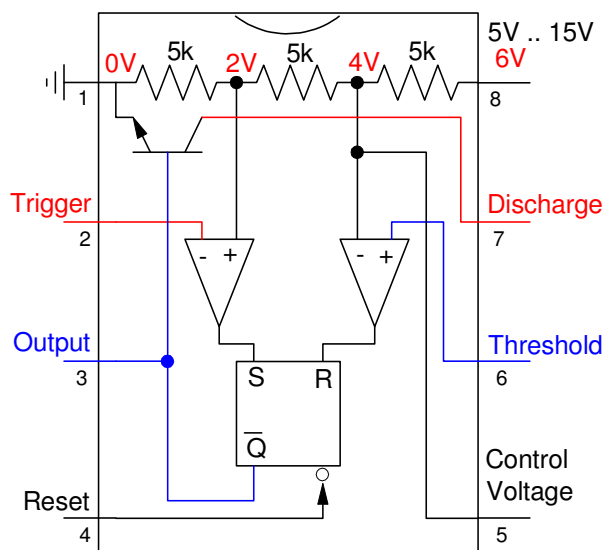 5V .. 15V
0V 5k 2V 5k 4V 5k 6V
1 8
Trigger Discharge
2 7
- + - +
Output Threshold
3 6
S R
Q̅
Control
Voltage
Reset
4 5